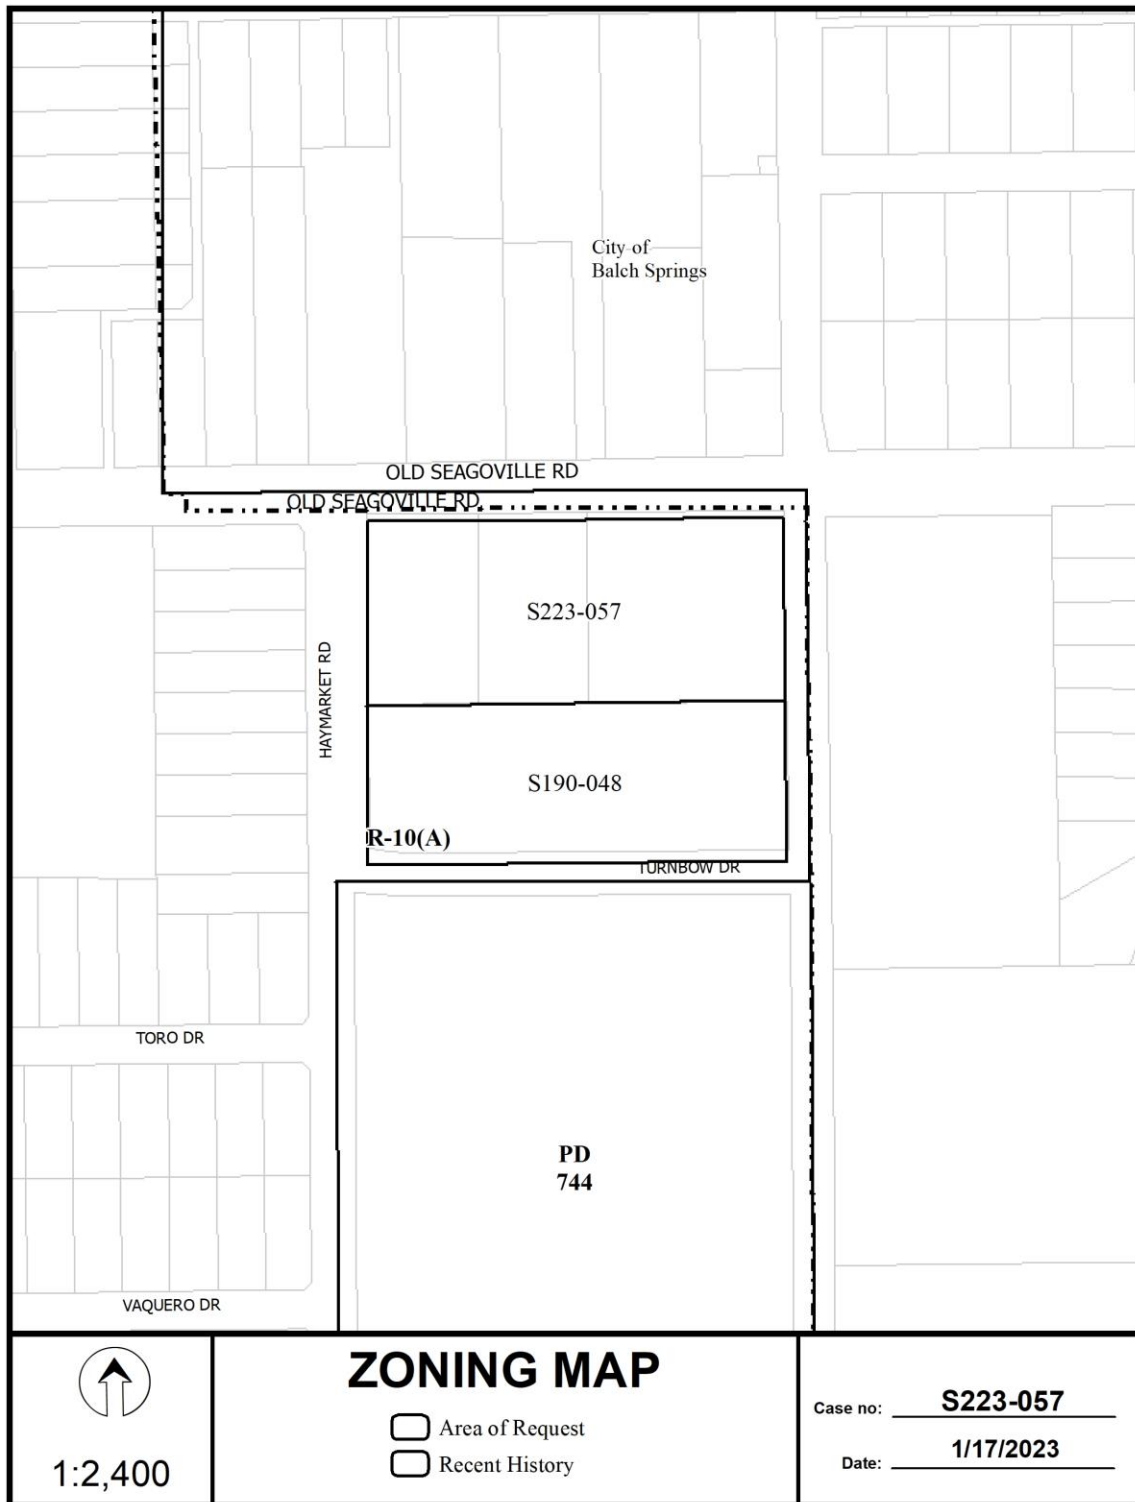 City of
Balch Springs
OLD SEAGOVILLE RD
OLD SEAGOVILLE RD
S223-057
HAYMARKET RD
S190-048
R-10(A)
TURNBOW DR
TORO DR
PD
744
VAQUERO DR
1:2,400
ZONING MAP
Area of Request
Recent History
Case no: S223-057
Date: 1/17/2023